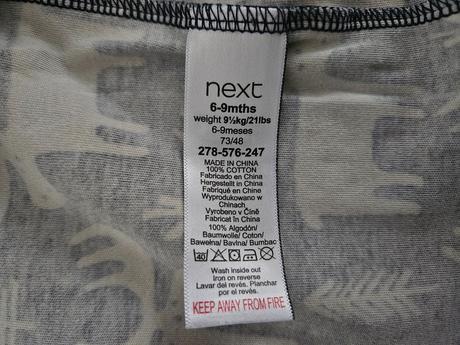 next
6-9mths
weight 9½kg/21lbs
6-9meses
73/48
278-576-247
MADE IN CHINA
100% COTTON
Fabricado en China
Hergestellt in China
Fabriqué en Chine
Wyprodukowano w
Chinach
Vyrobeno v Číně
Fabricat în China
100% Algodón/
Baumwolle/ Coton/
Bawełna/ Bavlna/ Bumbac
40
Wash inside out
Iron on reverse
Lavar del revés. Planchar
por el revés.
KEEP AWAY FROM FIRE